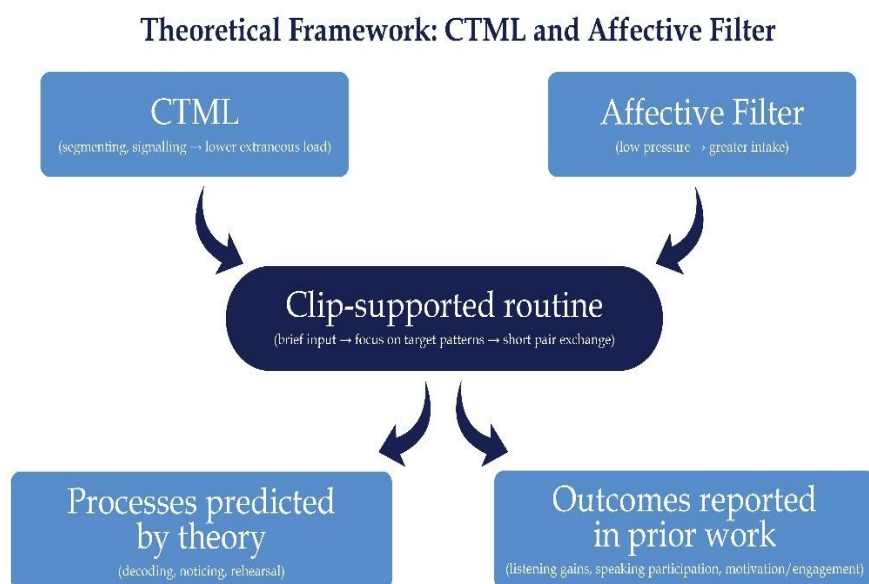 Theoretical Framework: CTML and Affective Filter
CTML
(segmenting, signalling → lower extraneous load)
Affective Filter
(low pressure → greater intake)
Clip-supported routine
(brief input → focus on target patterns → short pair exchange)
Processes predicted
by theory
(decoding, noticing, rehearsal)
Outcomes reported
in prior work
(listening gains, speaking participation, motivation/engagement)